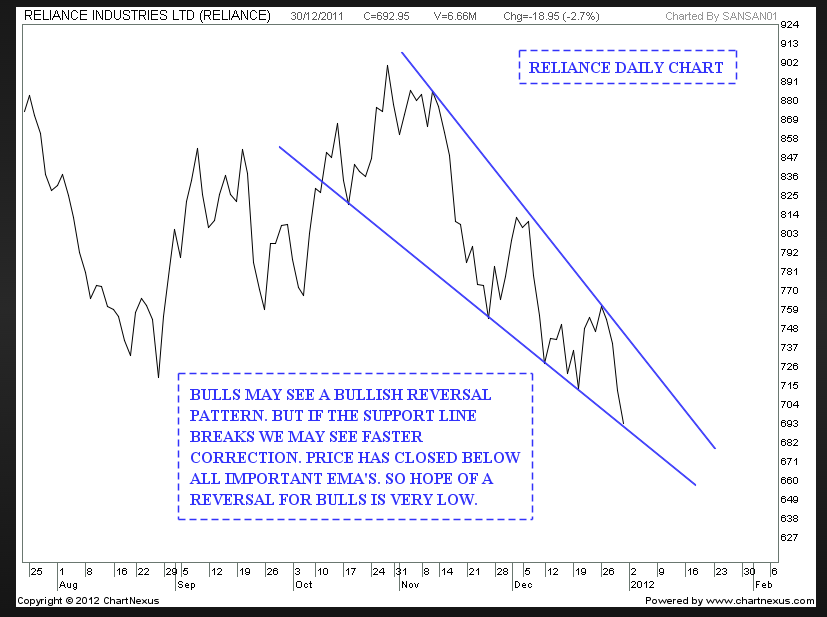 RELIANCE INDUSTRIES LTD (RELIANCE) 30/12/2011 C=692.95 V=6.66M Chg=-18.95 (-2.7%) Charted By SANSAN01
RELIANCE DAILY CHART
924
913
902
891
880
869
858
847
836
825
814
803
792
781
770
759
748
737
726
715
704
693
682
671
660
649
638
627
BULLS MAY SEE A BULLISH REVERSAL
PATTERN. BUT IF THE SUPPORT LINE
BREAKS WE MAY SEE FASTER
CORRECTION. PRICE HAS CLOSED BELOW
ALL IMPORTANT EMA'S. SO HOPE OF A
REVERSAL FOR BULLS IS VERY LOW.
25 1 8 16 22 29 5 12 19 26 3 10 17 24 31 8 14 21 28 5 12 19 26 2 9 16 23 30 6
Aug Sep Oct Nov Dec 2012 Feb
Copyright © 2012 ChartNexus Powered by www.chartnexus.com